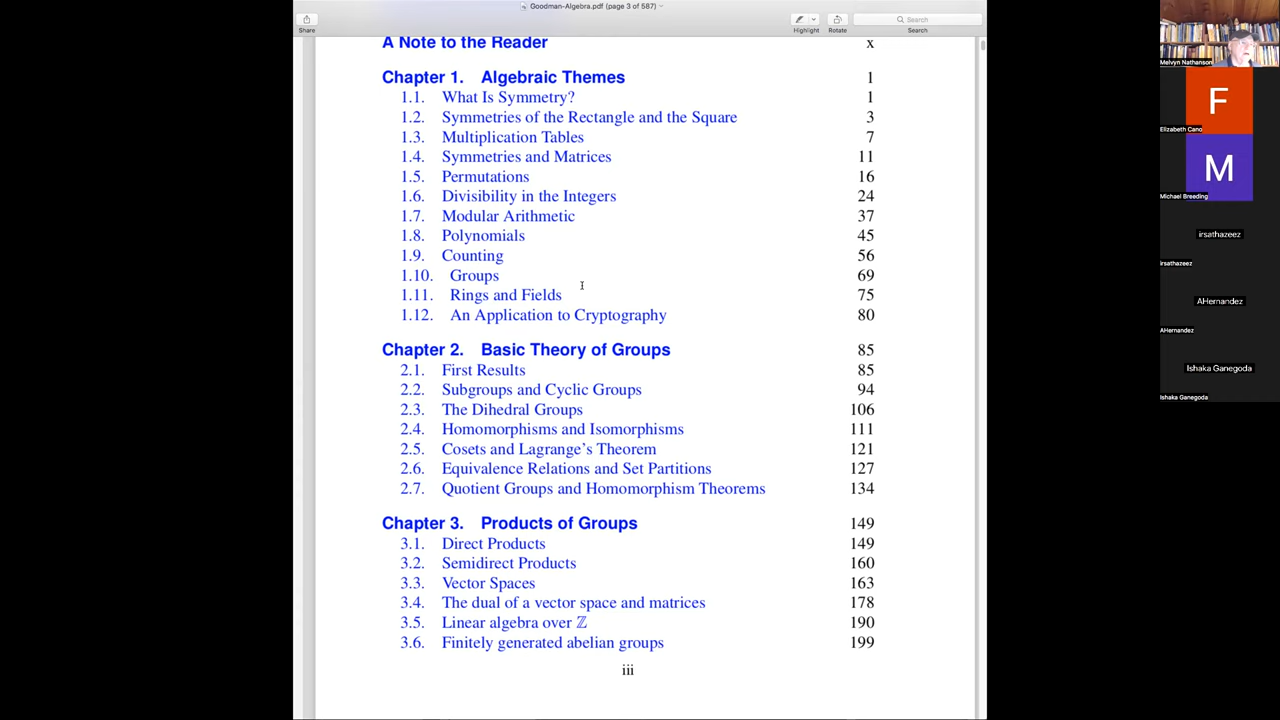 Goodman-Algebra.pdf (page 3 of 587)
Share
Highlight
Rotate
Search
Search
A Note to the Reader x
Chapter 1. Algebraic Themes 1
1.1. What Is Symmetry? 1
1.2. Symmetries of the Rectangle and the Square 3
1.3. Multiplication Tables 7
1.4. Symmetries and Matrices 11
1.5. Permutations 16
1.6. Divisibility in the Integers 24
1.7. Modular Arithmetic 37
1.8. Polynomials 45
1.9. Counting 56
1.10. Groups 69
1.11. Rings and Fields 75
1.12. An Application to Cryptography 80
Chapter 2. Basic Theory of Groups 85
2.1. First Results 85
2.2. Subgroups and Cyclic Groups 94
2.3. The Dihedral Groups 106
2.4. Homomorphisms and Isomorphisms 111
2.5. Cosets and Lagrange's Theorem 121
2.6. Equivalence Relations and Set Partitions 127
2.7. Quotient Groups and Homomorphism Theorems 134
Chapter 3. Products of Groups 149
3.1. Direct Products 149
3.2. Semidirect Products 160
3.3. Vector Spaces 163
3.4. The dual of a vector space and matrices 178
3.5. Linear algebra over ℤ 190
3.6. Finitely generated abelian groups 199
iii
Melvyn Nathanson
F
Elizabeth Cano
M
Michael Breeding
irsathazeez
irsathazeez
AHernandez
AHernandez
Ishaka Ganegoda
Ishaka Ganegoda